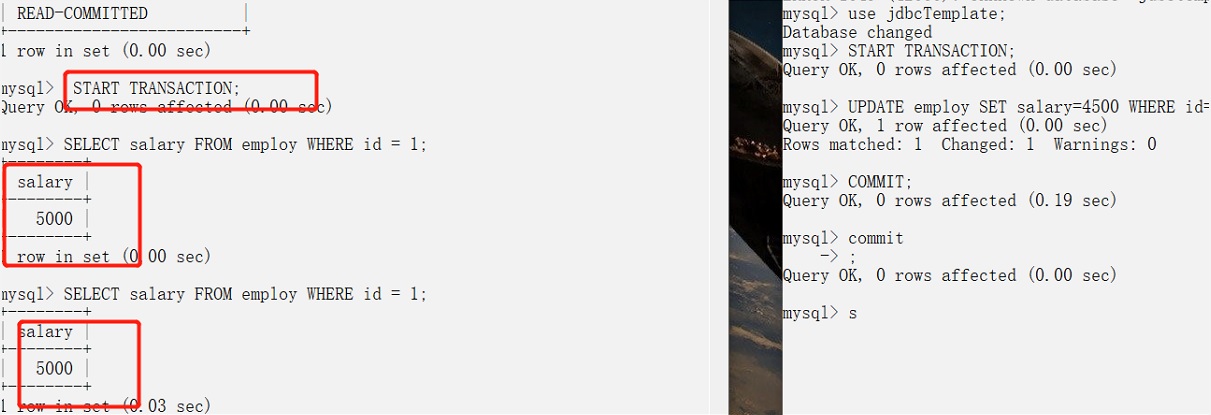 | READ-COMMITTED          |
+-------------------------+
1 row in set (0.00 sec)
mysql> START TRANSACTION;
Query OK, 0 rows affected (0.00 sec)
mysql> SELECT salary FROM employ WHERE id = 1;
+--------+
salary |
--------+
5000 |
--------+
row in set (0.00 sec)
mysql> SELECT salary FROM employ WHERE id = 1;
+--------+
| salary |
+--------+
| 5000 |
+--------+
1 row in set (0.03 sec)
mysql> use jdbcTemplate;
Database changed
mysql> START TRANSACTION;
Query OK, 0 rows affected (0.00 sec)
mysql> UPDATE employ SET salary=4500 WHERE id=
Query OK, 1 row affected (0.00 sec)
Rows matched: 1  Changed: 1  Warnings: 0
mysql> COMMIT;
Query OK, 0 rows affected (0.19 sec)
mysql> commit
-> ;
Query OK, 0 rows affected (0.00 sec)
mysql> s